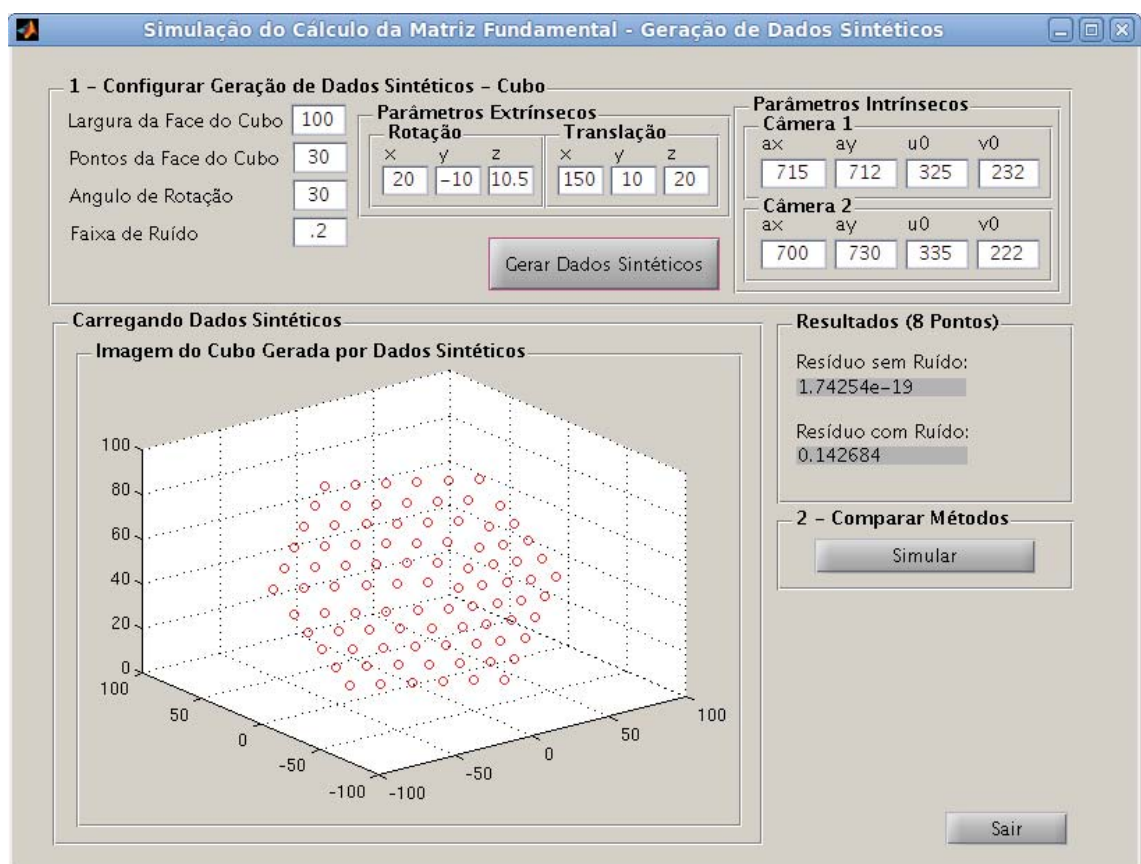 Simulação do Cálculo da Matriz Fundamental - Geração de Dados Sintéticos
1 - Configurar Geração de Dados Sintéticos - Cubo
Largura da Face do Cubo 100
Pontos da Face do Cubo 30
Angulo de Rotação 30
Faixa de Ruído .2
Parâmetros Extrínsecos
Rotação
x y z
20 -10 10.5
Translação
x y z
150 10 20
Gerar Dados Sintéticos
Parâmetros Intrínsecos
Câmera 1
ax ay u0 v0
715 712 325 232
Câmera 2
ax ay u0 v0
700 730 335 222
Carregando Dados Sintéticos
Imagem do Cubo Gerada por Dados Sintéticos
100
80
60
40
20
0
100
50
0
-50
-100
-100
-50
0
50
100
Resultados (8 Pontos)
Resíduo sem Ruído:
1.74254e-19
Resíduo com Ruído:
0.142684
2 - Comparar Métodos
Simular
Sair